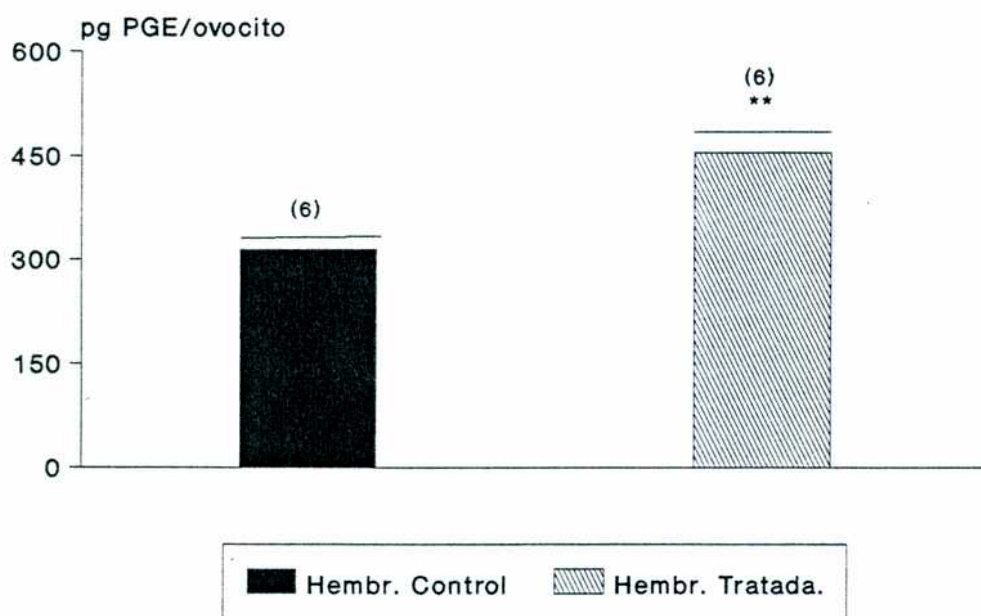 pg PGE/ovocito
600
(6)
**
450
(6)
300
150
0
Hembr. Control
Hembr. Tratada.